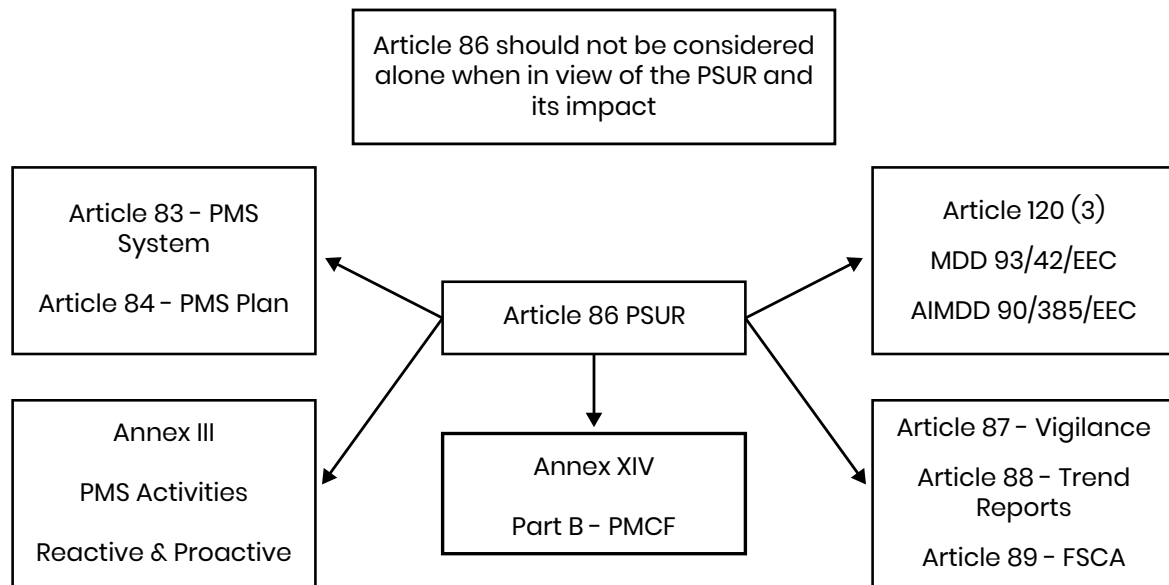 Article 86 should not be considered
alone when in view of the PSUR and
its impact
Article 83 - PMS
System
Article 84 - PMS Plan
Article 120 (3)
MDD 93/42/EEC
AIMDD 90/385/EEC
Article 86 PSUR
Annex III
PMS Activities
Reactive & Proactive
Annex XIV
Part B - PMCF
Article 87 - Vigilance
Article 88 - Trend
Reports
Article 89 - FSCA